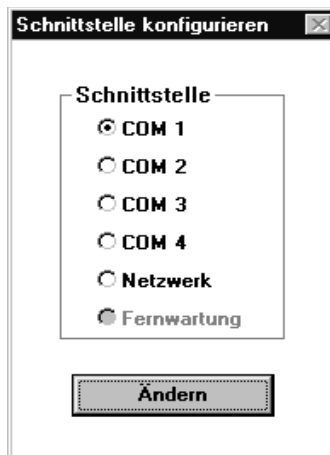 Schnittstelle konfigurieren
Schnittstelle
COM 1
COM 2
COM 3
COM 4
Netzwerk
Fernwartung
Ändern